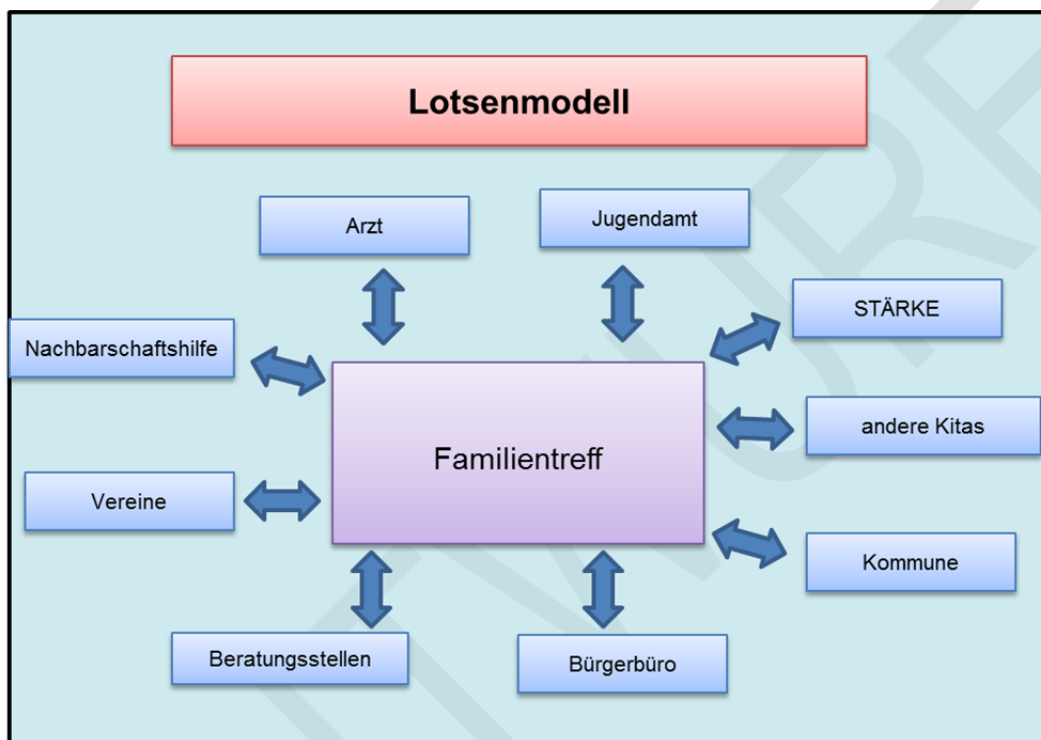 Lotsenmodell
Arzt
Jugendamt
STÄRKE
Nachbarschaftshilfe
andere Kitas
Familientreff
Vereine
Kommune
Beratungsstellen
Bürgerbüro